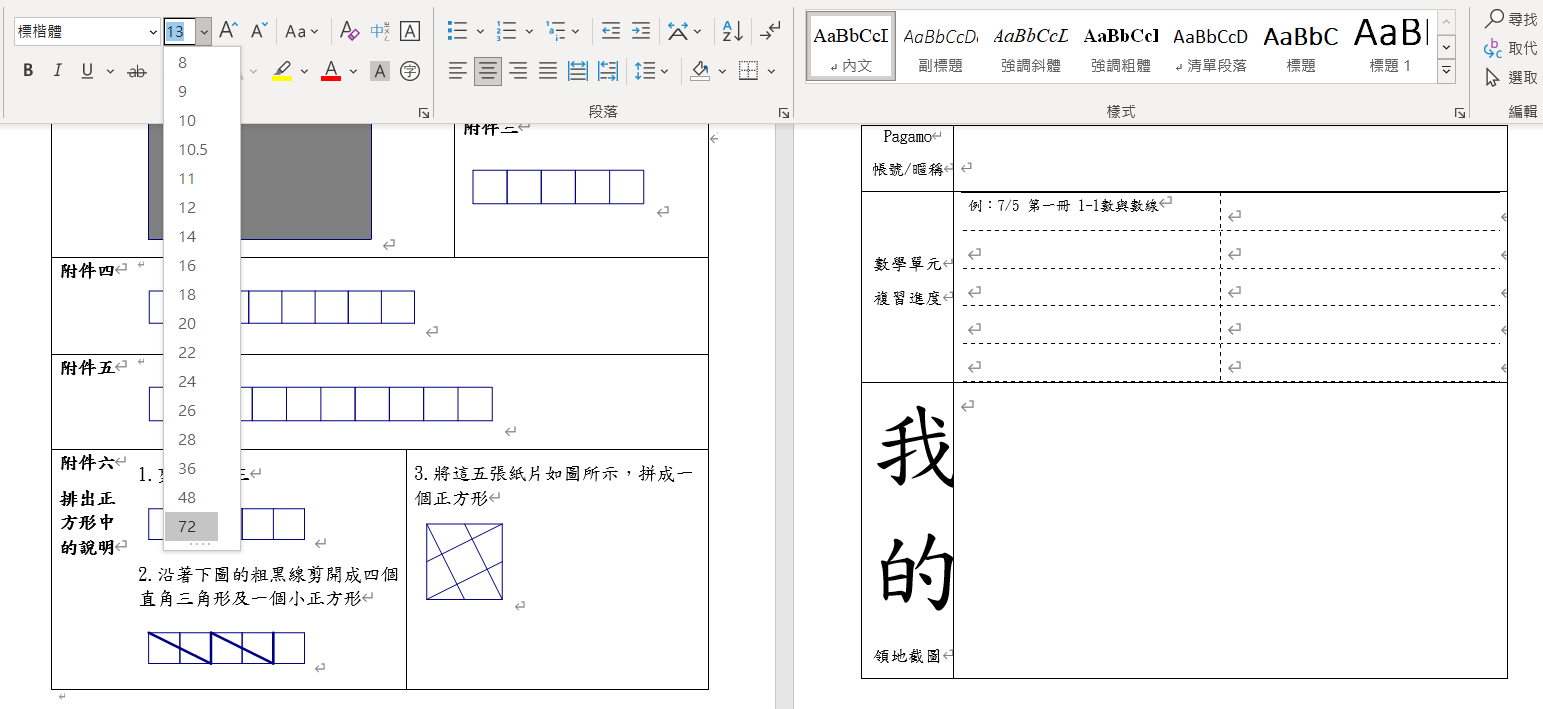 標楷體 13 Aa A 中 A
尋找
B I U ab A A 字
取代
選取
AaBbCcI AaBbCcDı AaBbCcL AaBbCcI AaBbCcD AaBbC AaBl
內文 副標題 強調斜體 強調粗體 清單段落 標題 標題 1
段落 樣式 編輯
8
9
10
10.5
11
12
14
16
18
20
22
24
26
28
36
48
72
附件三
附件四
附件五
附件六
排出正
方形中
的說明
1.
2.沿著下圖的粗黑線剪開成四個
直角三角形及一個小正方形
3.將這五張紙片如圖所示，拼成一
個正方形
Pagamo
帳號/暱稱
數學單元
複習進度
例：7/5 第一冊 1-1數與數線
我
的
領地截圖